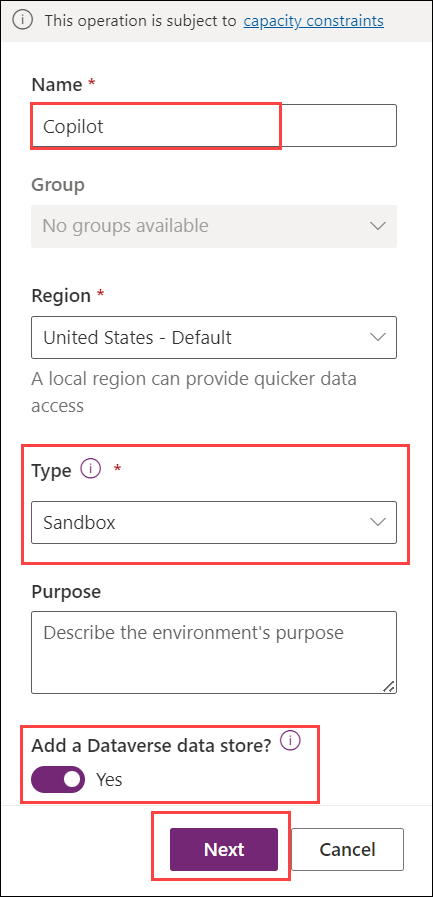 This operation is subject to capacity constraints
Name *
Copilot
Group
No groups available
Region *
United States - Default
A local region can provide quicker data
access
Type *
Sandbox
Purpose
Describe the environment's purpose
Add a Dataverse data store?
Yes
Next Cancel